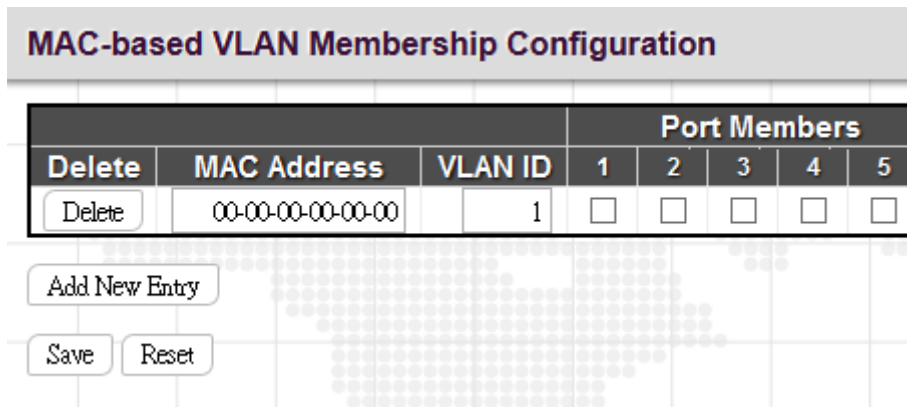 MAC-based VLAN Membership Configuration
Port Members
Delete MAC Address VLAN ID 1 2 3 4 5
Delete 00-00-00-00-00-00 1
Add New Entry
Save Reset